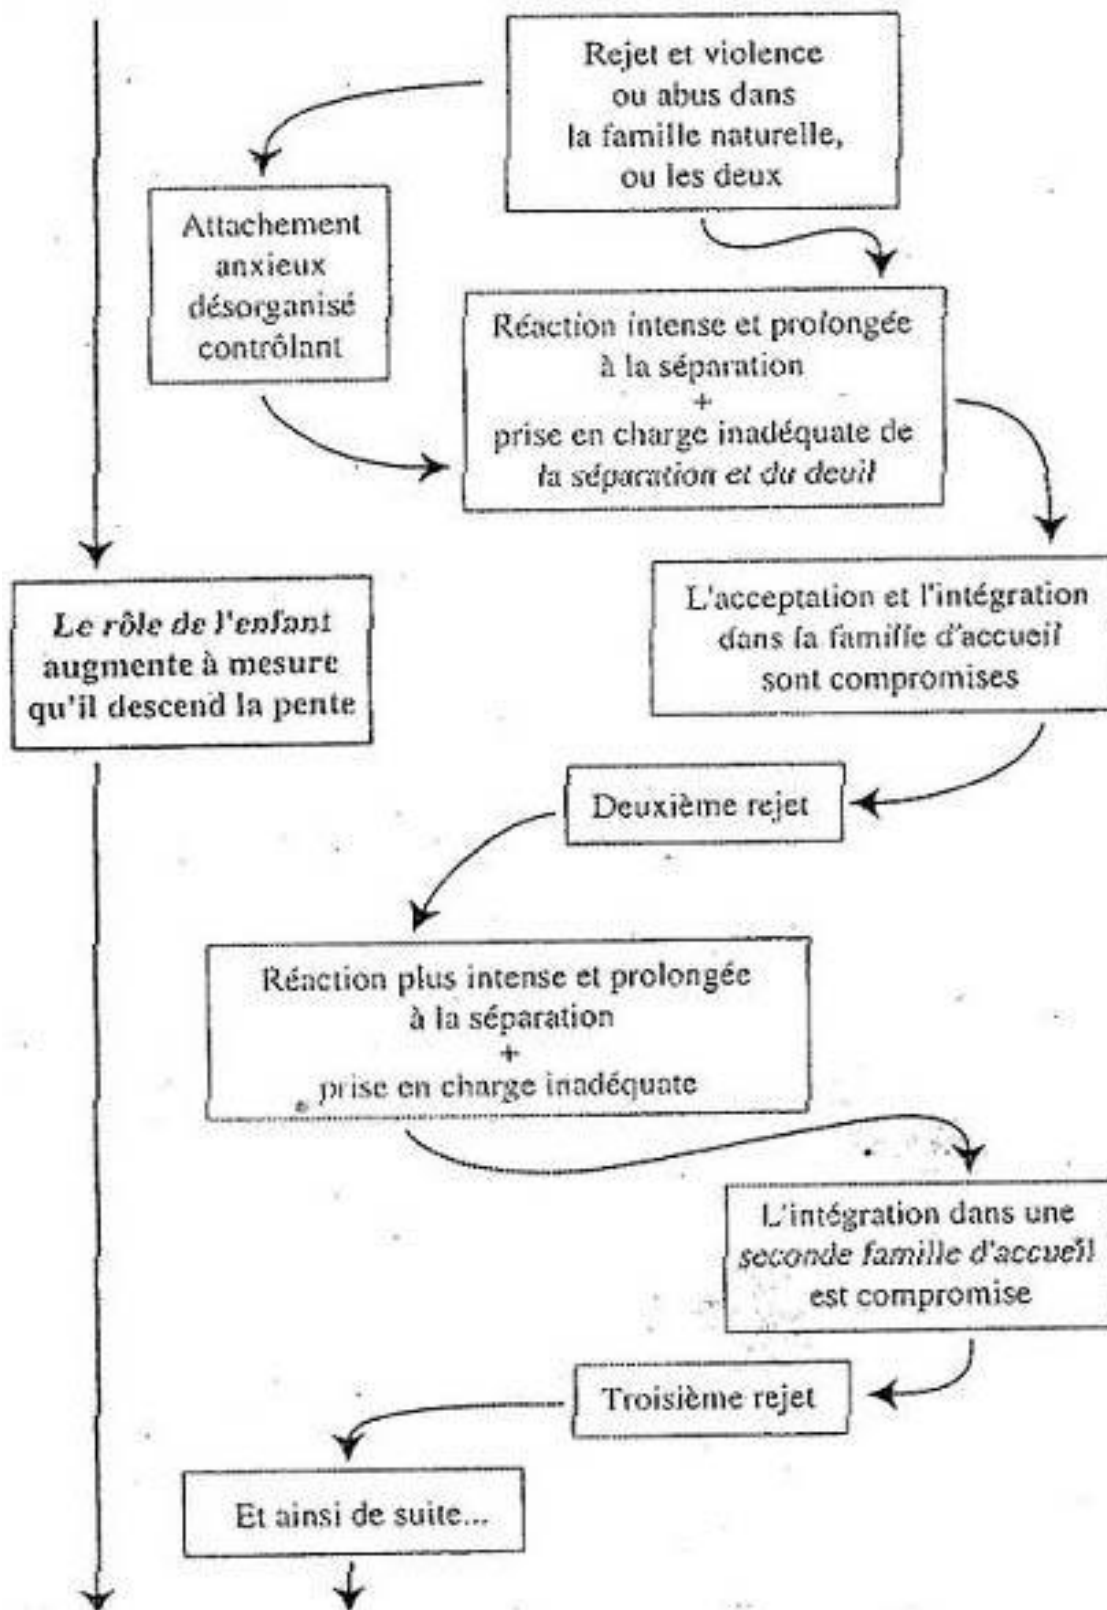 Rejet et violence
ou abus dans
la famille naturelle,
ou les deux
Attachement
anxieux
désorganisé
contrôlant
Réaction intense et prolongée
à la séparation
+
prise en charge inadéquate de
la séparation et du deuil
Le rôle de l'enfant
augmente à mesure
qu'il descend la pente
L'acceptation et l'intégration
dans la famille d'accueil
sont compromises
Deuxième rejet
Réaction plus intense et prolongée
à la séparation
+
prise en charge inadéquate
L'intégration dans une
seconde famille d'accueil
est compromise
Troisième rejet
Et ainsi de suite...